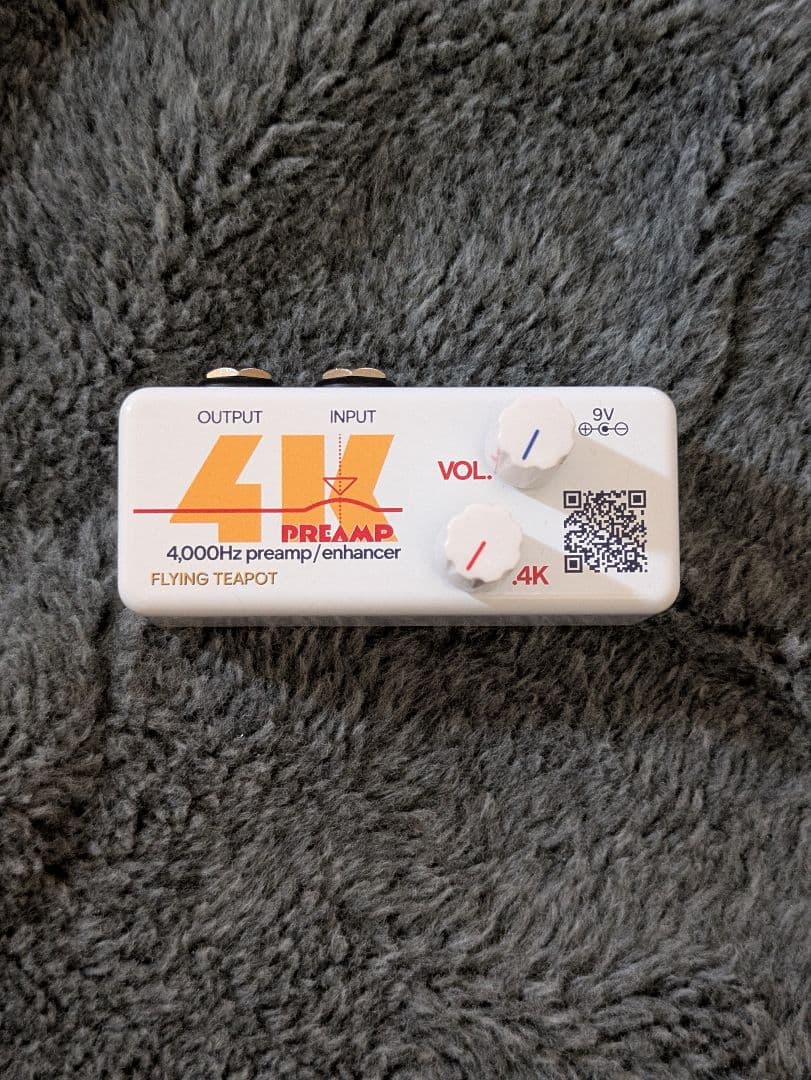 OUTPUT INPUT
4K
PREAMP
4,000Hz preamp/enhancer
FLYING TEAPOT
VOL.
.4K
9V